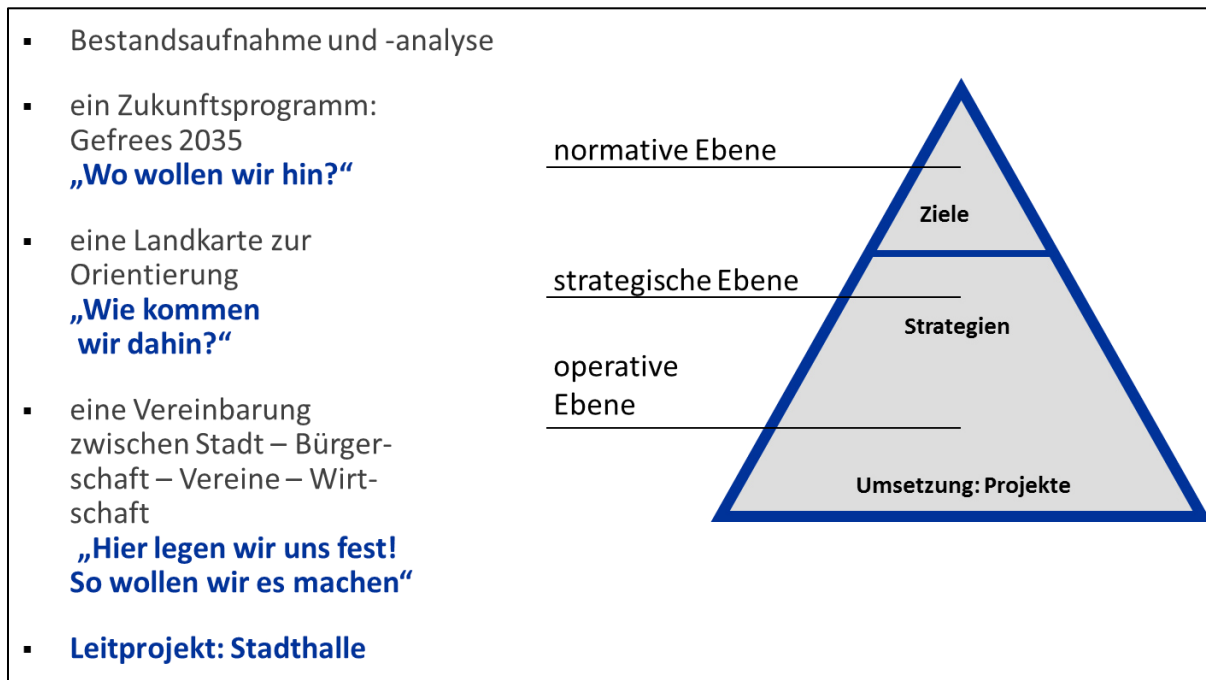 ▪ Bestandsaufnahme und -analyse
▪ ein Zukunftsprogramm:
Gefrees 2035
„Wo wollen wir hin?“
▪ eine Landkarte zur
Orientierung
„Wie kommen
wir dahin?“
▪ eine Vereinbarung
zwischen Stadt – Bürger-
schaft – Vereine – Wirt-
schaft
„Hier legen wir uns fest!
So wollen wir es machen“
▪ Leitprojekt: Stadthalle
normative Ebene
Ziele
strategische Ebene
Strategien
operative
Ebene
Umsetzung: Projekte